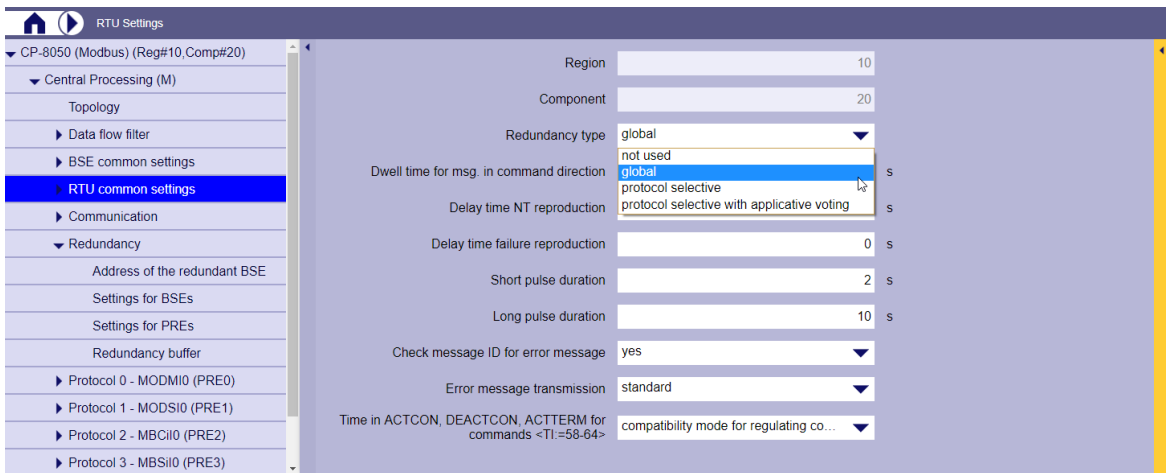 RTU Settings
CP-8050 (Modbus) (Reg#10,Comp#20)
Central Processing (M)
Topology
Data flow filter
BSE common settings
RTU common settings
Communication
Redundancy
Address of the redundant BSE
Settings for BSEs
Settings for PREs
Redundancy buffer
Protocol 0 - MODMI0 (PRE0)
Protocol 1 - MODSI0 (PRE1)
Protocol 2 - MBCiI0 (PRE2)
Protocol 3 - MBSiI0 (PRE3)
Region 10
Component 20
Redundancy type global
not used
global
protocol selective
protocol selective with applicative voting
Dwell time for msg. in command direction s
Delay time NT reproduction s
Delay time failure reproduction 0 s
Short pulse duration 2 s
Long pulse duration 10 s
Check message ID for error message yes
Error message transmission standard
Time in ACTCON, DEACTCON, ACTTERM for
commands <TI:=58-64> compatibility mode for regulating co...